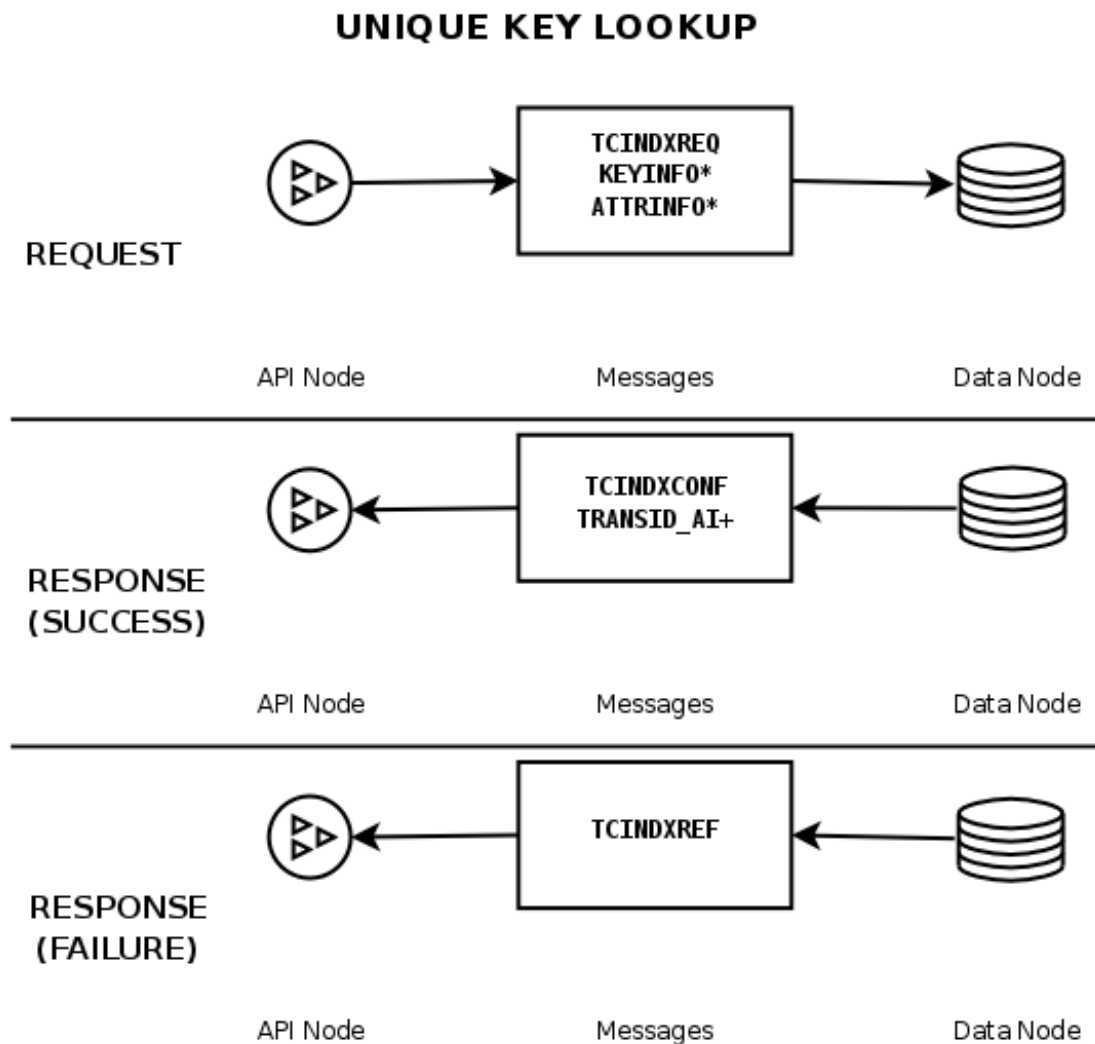 UNIQUE KEY LOOKUP
TCINDXREQ
KEYINFO*
ATTRINFO*
REQUEST
API Node
Messages
Data Node
TCINDXCONF
TRANSID_AI+
RESPONSE
(SUCCESS)
API Node
Messages
Data Node
TCINDXREF
RESPONSE
(FAILURE)
API Node
Messages
Data Node